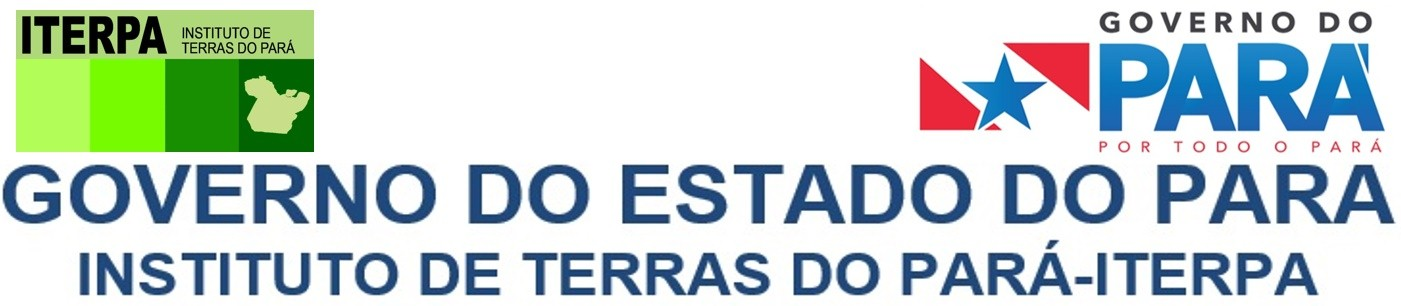 ITERPA
INSTITUTO DE
TERRAS DO PARÁ
GOVERNO DO
PARÁ
POR TODO O PARÁ
GOVERNO DO ESTADO DO PARA
INSTITUTO DE TERRAS DO PARÁ-ITERPA